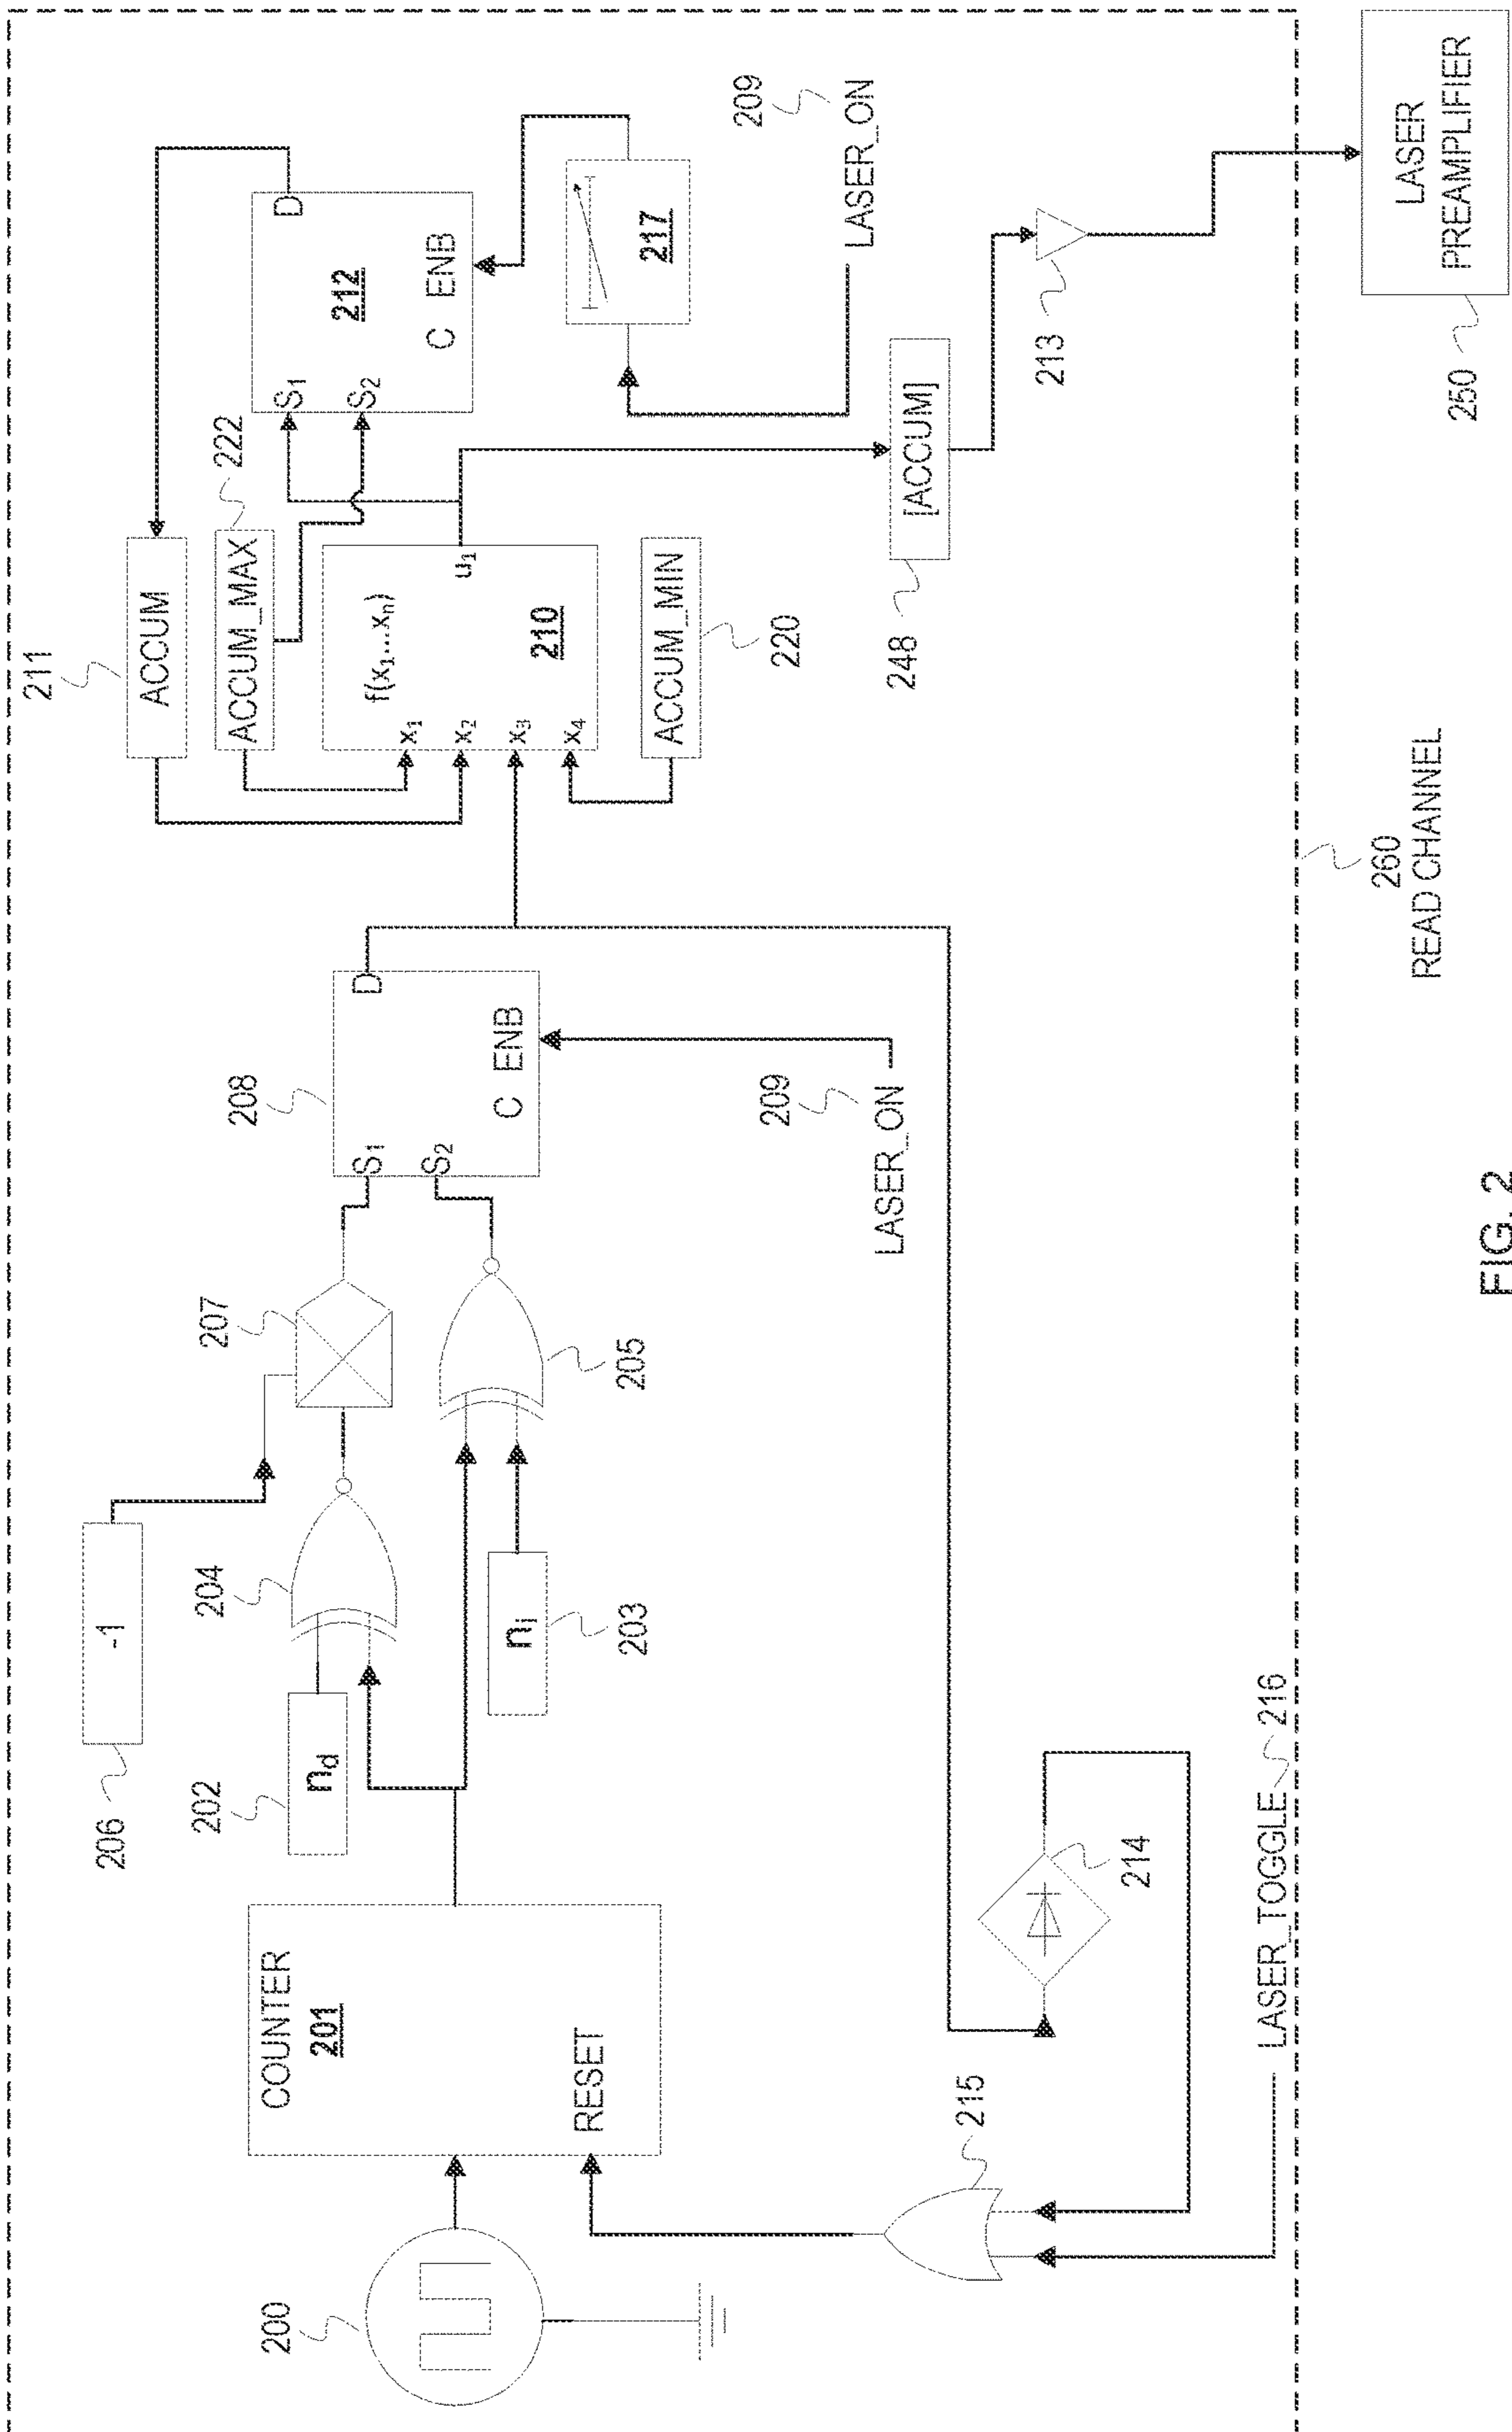 200
COUNTER
201
RESET
206
-1
202
n_d
204
207
n_i
203
205
208
S₁
S₂
D
C ENB
LASER_ON
209
211
ACCUM
ACCUM_MAX
222
f(x₁...xₙ)
x₁
x₂
x₃
x₄
u₁
210
ACCUM_MIN
220
S₁
S₂
D
212
C ENB
217
LASER_ON
209
[ACCUM]
248
213
214
215
LASER_TOGGLE
216
260
READ CHANNEL
LASER
PREAMPLIFIER
250
FIG. 2